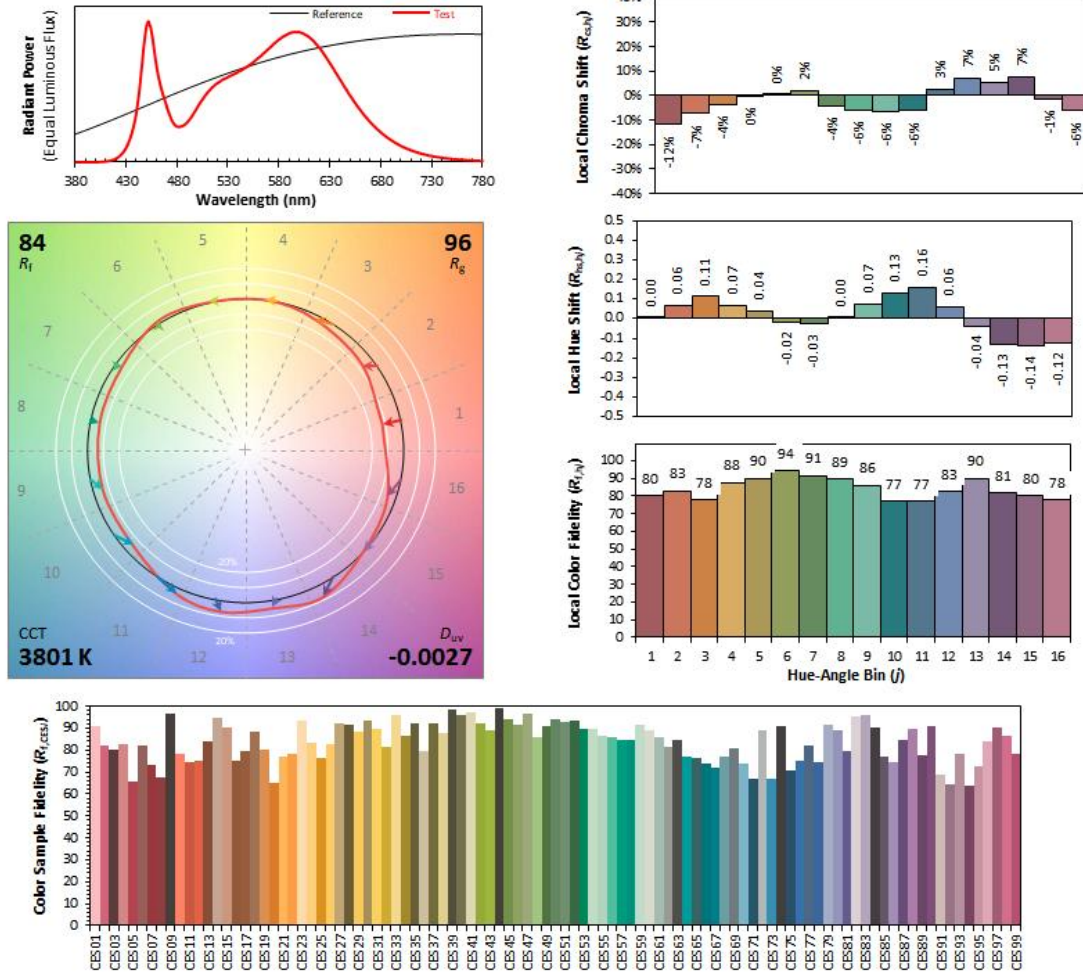 Reference
Test
Radiant Power
(Equal Luminous Flux)
380 430 480 530 580 630 680 730 780
Wavelength (nm)
Local Chroma Shift (Rcs,hj)
40%
30%
20%
10%
0%
-10%
-20%
-30%
-40%
-12% -7% -4% 0% 0% 2% -4% -6% -6% -6% 3% 7% 5% 7% -1% -6%
84
Rf
96
Rg
5 4
6 3
7 2
8 1
9 16
10 15
11 14
12 13
20%
20%
CCT
3801 K
Duv
-0.0027
Local Hue Shift (Rhs,hj)
0.5
0.4
0.3
0.2
0.1
0.0
-0.1
-0.2
-0.3
-0.4
-0.5
0.00 0.06 0.11 0.07 0.04 -0.02 -0.03 0.00 0.07 0.13 0.16 0.06 -0.04 -0.13 -0.14 -0.12
Local Color Fidelity (Rf,hj)
100
90
80
70
60
50
40
30
20
10
0
80 83 78 88 90 94 91 89 86 77 77 83 90 81 80 78
1 2 3 4 5 6 7 8 9 10 11 12 13 14 15 16
Hue-Angle Bin (j)
Color Sample Fidelity (Rf,CESi)
100
90
80
70
60
50
40
30
20
10
0
CES01 CES03 CES05 CES07 CES09 CES11 CES13 CES15 CES17 CES19 CES21 CES23 CES25 CES27 CES29 CES31 CES33 CES35 CES37 CES39 CES41 CES43 CES45 CES47 CES49 CES51 CES53 CES55 CES57 CES59 CES61 CES63 CES65 CES67 CES69 CES71 CES73 CES75 CES77 CES79 CES81 CES83 CES85 CES87 CES89 CES91 CES93 CES95 CES97 CES99